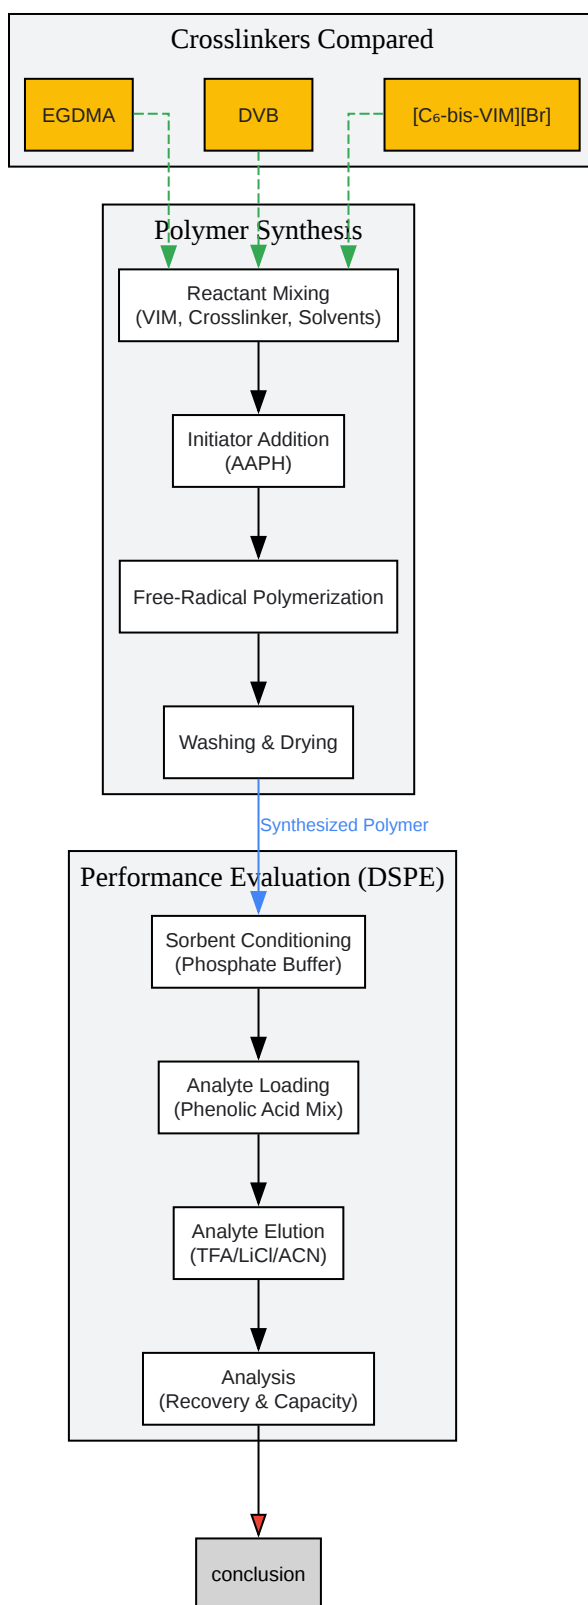 Crosslinkers Compared
EGDMA
DVB
[C₆-bis-VIM][Br]
Polymer Synthesis
Reactant Mixing
(VIM, Crosslinker, Solvents)
Initiator Addition
(AAPH)
Free-Radical Polymerization
Washing & Drying
Synthesized Polymer
Performance Evaluation (DSPE)
Sorbent Conditioning
(Phosphate Buffer)
Analyte Loading
(Phenolic Acid Mix)
Analyte Elution
(TFA/LiCl/ACN)
Analysis
(Recovery & Capacity)
conclusion